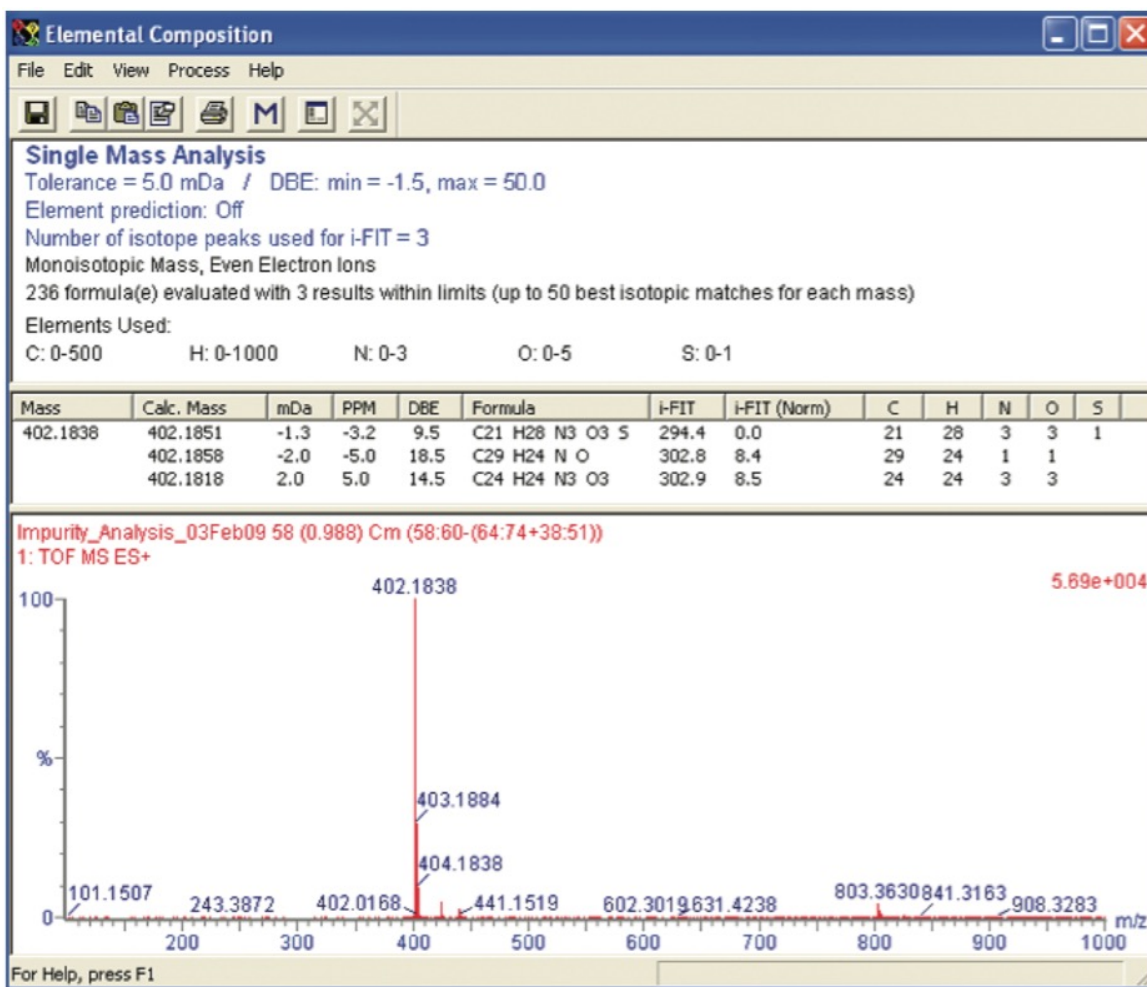 Elemental Composition
File Edit View Process Help
M
Single Mass Analysis
Tolerance = 5.0 mDa / DBE: min = -1.5, max = 50.0
Element prediction: Off
Number of isotope peaks used for i-FIT = 3
Monoisotopic Mass, Even Electron Ions
236 formula(e) evaluated with 3 results within limits (up to 50 best isotopic matches for each mass)
Elements Used:
C: 0-500 H: 0-1000 N: 0-3 O: 0-5 S: 0-1
Mass Calc. Mass mDa PPM DBE Formula i-FIT i-FIT (Norm) C H N O S
402.1838 402.1851 -1.3 -3.2 9.5 C21 H28 N3 O3 S 294.4 0.0 21 28 3 3 1
402.1858 -2.0 -5.0 18.5 C29 H24 N O 302.8 8.4 29 24 1 1
402.1818 2.0 5.0 14.5 C24 H24 N3 O3 302.9 8.5 24 24 3 3
Impurity_Analysis_03Feb09 58 (0.988) Cm (58:60-(64:74+38:51))
1: TOF MS ES+
5.69e+004
402.1838
100
%
403.1884
404.1838
101.1507 243.3872 402.0168 441.1519 602.3019 631.4238 803.3630 841.3163 908.3283
0
200 300 400 500 600 700 800 900 1000 m/z
For Help, press F1